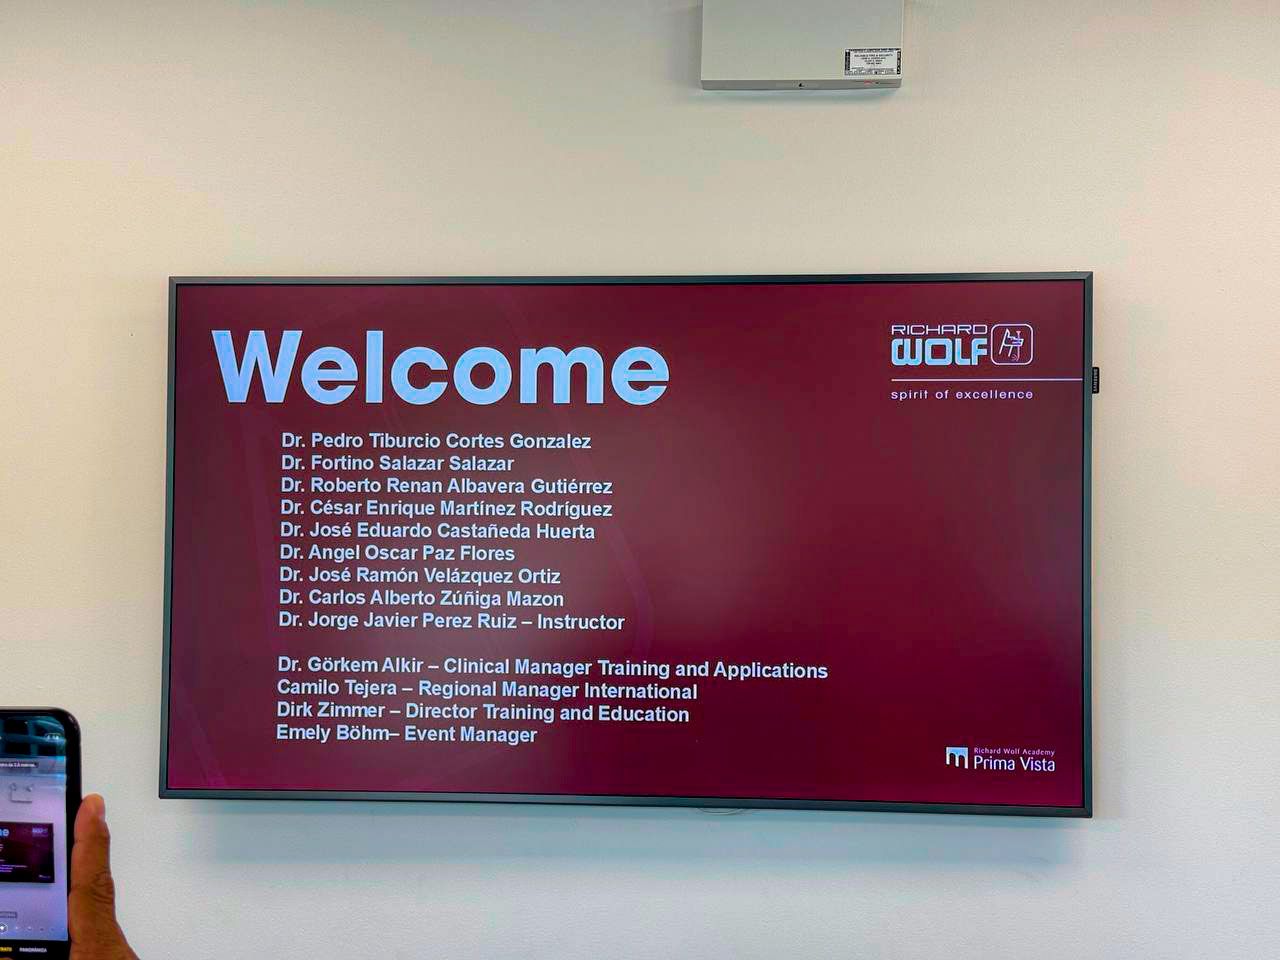 Welcome
RICHARD
WOLF
spirit of excellence
Dr. Pedro Tiburcio Cortes Gonzalez
Dr. Fortino Salazar Salazar
Dr. Roberto Renan Albavera Gutiérrez
Dr. César Enrique Martínez Rodríguez
Dr. José Eduardo Castañeda Huerta
Dr. Angel Oscar Paz Flores
Dr. José Ramón Velázquez Ortiz
Dr. Carlos Alberto Zúñiga Mazon
Dr. Jorge Javier Perez Ruiz – Instructor
Dr. Görkem Alkir – Clinical Manager Training and Applications
Camilo Tejera – Regional Manager International
Dirk Zimmer – Director Training and Education
Emely Böhm– Event Manager
Richard Wolf Academy
Prima Vista